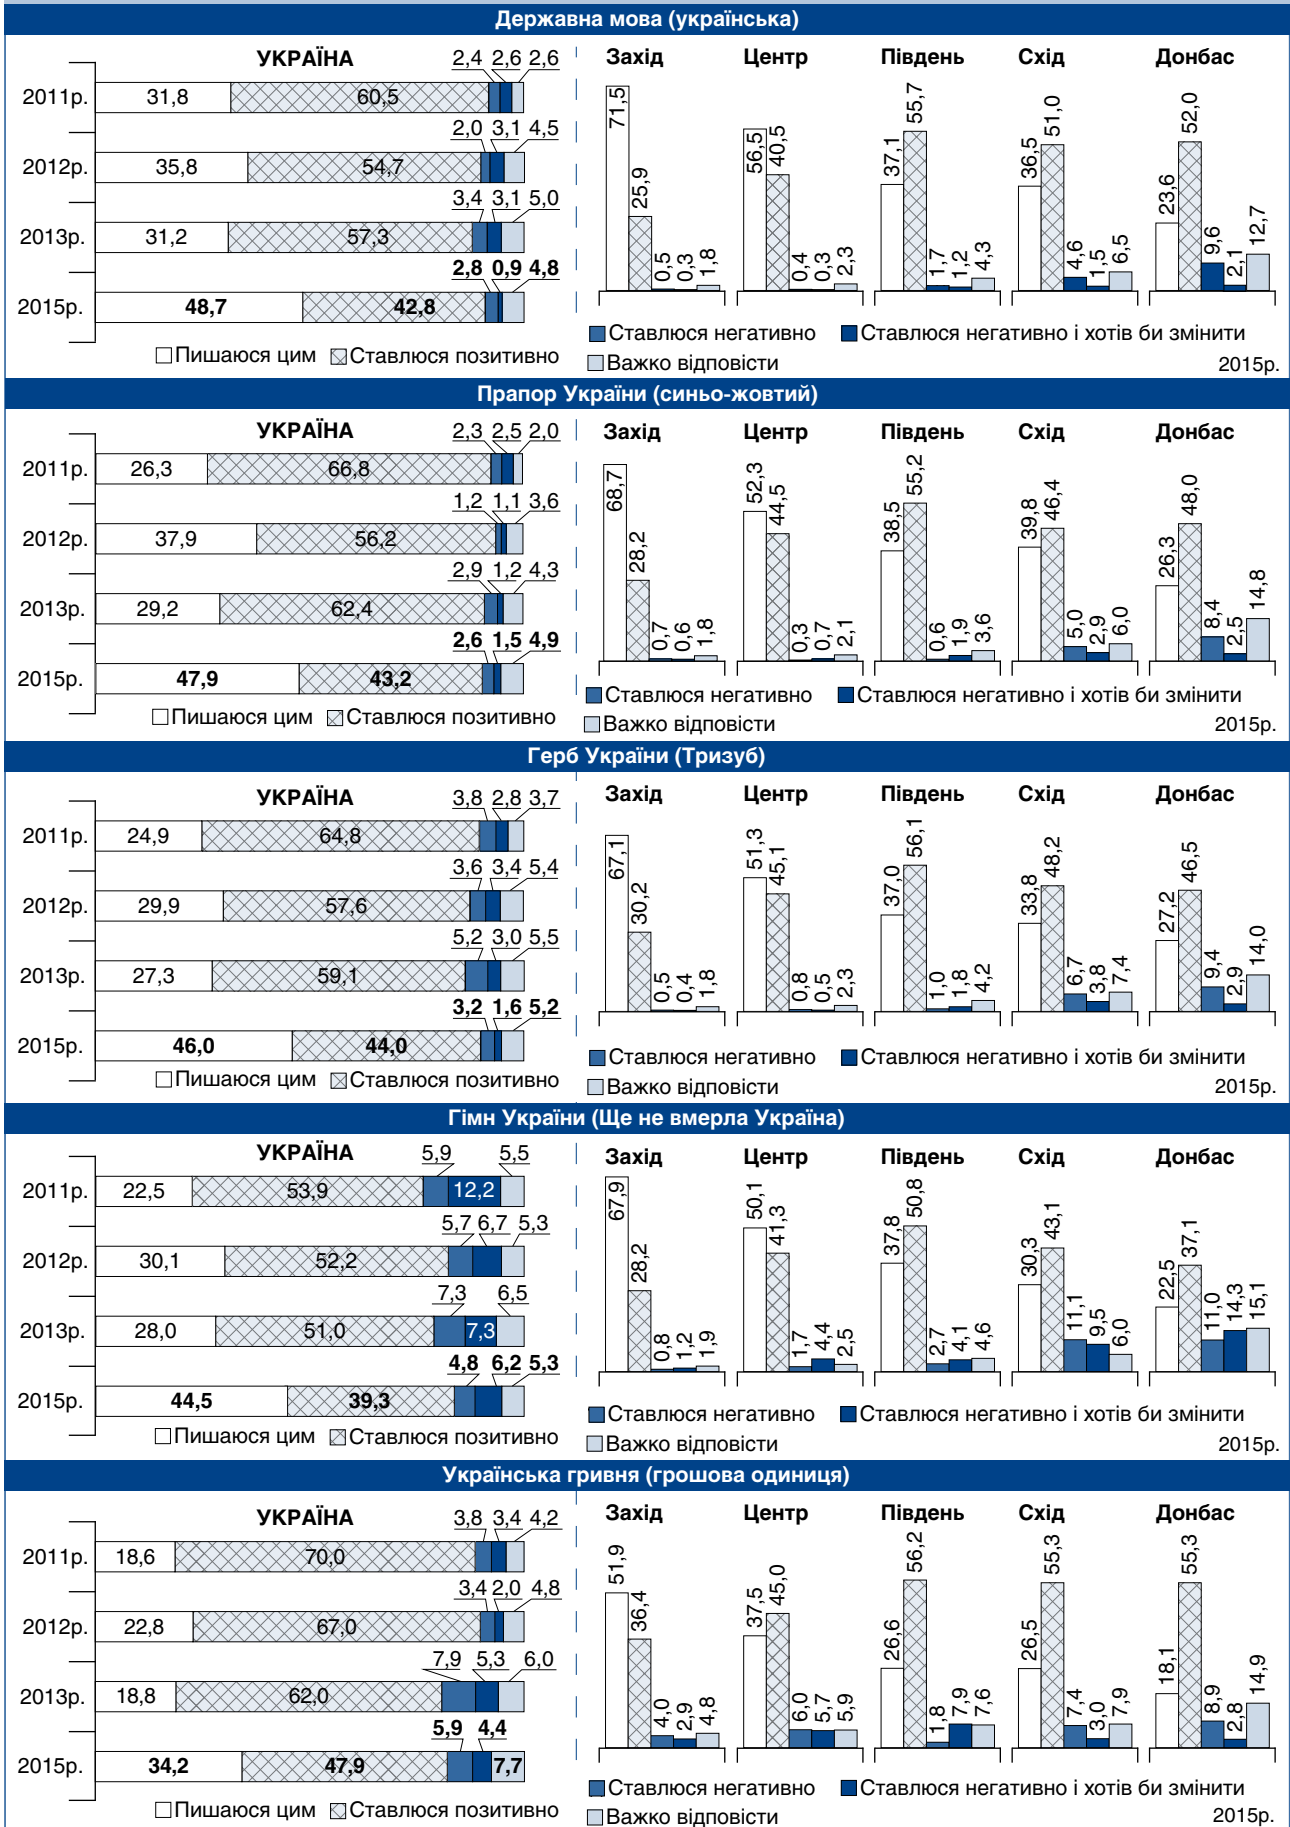 Державна мова (українська)
УКРАЇНА
2,4 2,6 2,6
2011р. 31,8 60,5
2,0 3,1 4,5
2012р. 35,8 54,7
3,4 3,1 5,0
2013р. 31,2 57,3
2,8 0,9 4,8
2015р. 48,7 42,8
Пишаюся цим Ставлюся позитивно
Захід Центр Південь Схід Донбас
71,5 25,9 0,5 0,3 1,8
56,5 40,5 0,4 0,3 2,3
37,1 55,7 1,7 1,2 4,3
36,5 51,0 4,6 1,5 6,5
23,6 52,0 9,6 2,1 12,7
Ставлюся негативно Ставлюся негативно і хотів би змінити
Важко відповісти
2015р.
Прапор України (синьо-жовтий)
УКРАЇНА
2,3 2,5 2,0
2011р. 26,3 66,8
1,2 1,1 3,6
2012р. 37,9 56,2
2,9 1,2 4,3
2013р. 29,2 62,4
2,6 1,5 4,9
2015р. 47,9 43,2
Пишаюся цим Ставлюся позитивно
Захід Центр Південь Схід Донбас
68,7 28,2 0,7 0,6 1,8
52,3 44,5 0,3 0,7 2,1
38,5 55,2 0,6 1,9 3,6
39,8 46,4 5,0 2,9 6,0
26,3 48,0 8,4 2,5 14,8
Ставлюся негативно Ставлюся негативно і хотів би змінити
Важко відповісти
2015р.
Герб України (Тризуб)
УКРАЇНА
3,8 2,8 3,7
2011р. 24,9 64,8
3,6 3,4 5,4
2012р. 29,9 57,6
5,2 3,0 5,5
2013р. 27,3 59,1
3,2 1,6 5,2
2015р. 46,0 44,0
Пишаюся цим Ставлюся позитивно
Захід Центр Південь Схід Донбас
67,1 30,2 0,5 0,4 1,8
51,3 45,1 0,8 0,5 2,3
37,0 56,1 1,0 1,8 4,2
33,8 48,2 6,7 3,8 7,4
27,2 46,5 9,4 2,9 14,0
Ставлюся негативно Ставлюся негативно і хотів би змінити
Важко відповісти
2015р.
Гімн України (Ще не вмерла Україна)
УКРАЇНА
5,9 5,5
2011р. 22,5 53,9 12,2
5,7 6,7 5,3
2012р. 30,1 52,2
7,3 6,5
2013р. 28,0 51,0 7,3
4,8 6,2 5,3
2015р. 44,5 39,3
Пишаюся цим Ставлюся позитивно
Захід Центр Південь Схід Донбас
67,9 28,2 0,8 1,2 1,9
50,1 41,3 1,7 4,4 2,5
37,8 50,8 2,7 4,1 4,6
30,3 43,1 11,1 9,5 6,0
22,5 37,1 11,0 14,3 15,1
Ставлюся негативно Ставлюся негативно і хотів би змінити
Важко відповісти
2015р.
Українська гривня (грошова одиниця)
УКРАЇНА
3,8 3,4 4,2
2011р. 18,6 70,0
3,4 2,0 4,8
2012р. 22,8 67,0
7,9 5,3 6,0
2013р. 18,8 62,0
5,9 4,4
2015р. 34,2 47,9 7,7
Пишаюся цим Ставлюся позитивно
Захід Центр Південь Схід Донбас
51,9 36,4 4,0 2,9 4,8
37,5 45,0 6,0 5,7 5,9
26,6 56,2 1,8 7,9 7,6
26,5 55,3 7,4 3,0 7,9
18,1 55,3 8,9 2,8 14,9
Ставлюся негативно Ставлюся негативно і хотів би змінити
Важко відповісти
2015р.